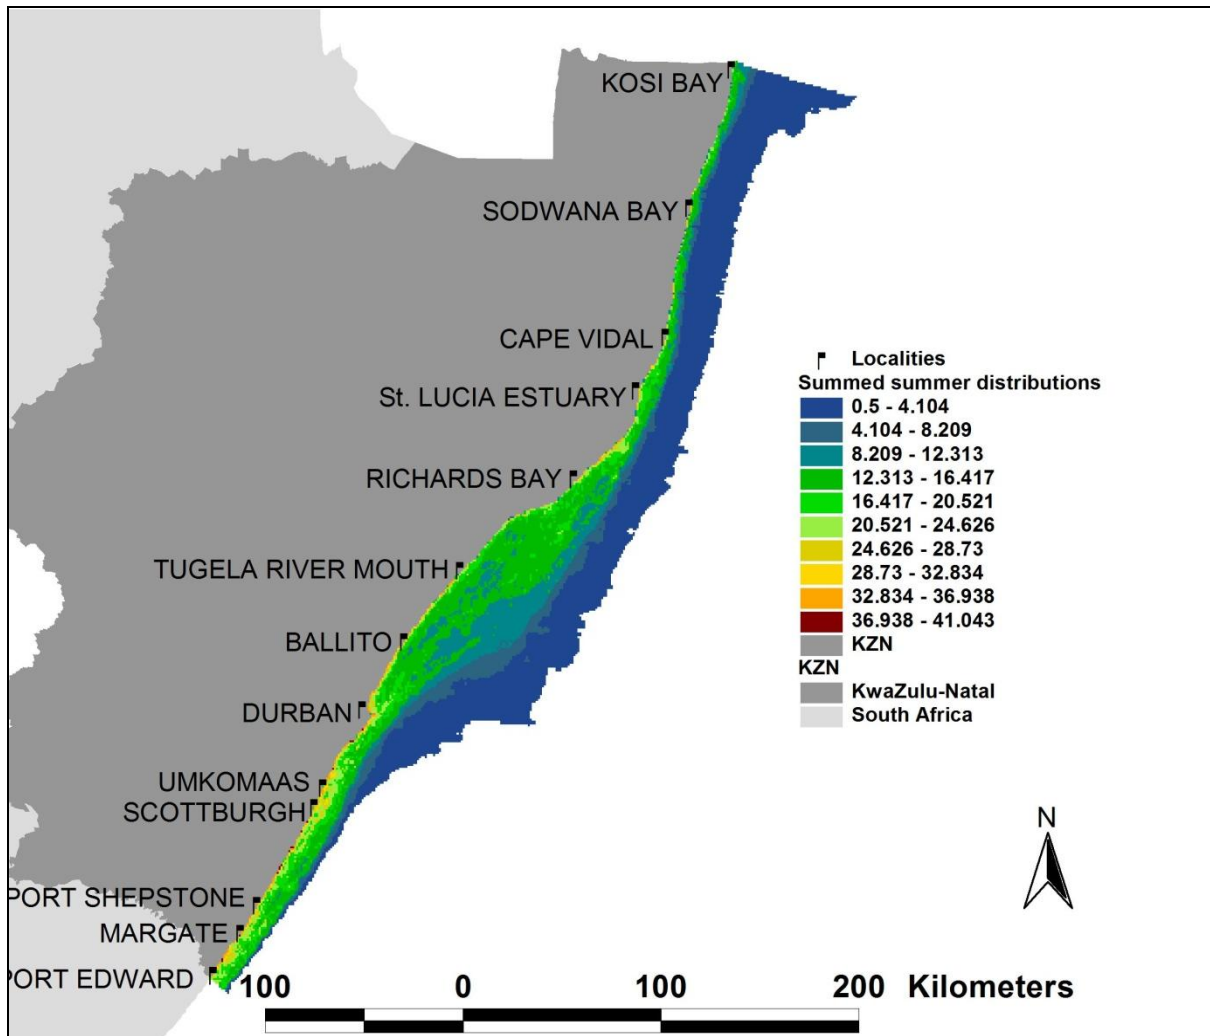 KOSI BAY
SODWANA BAY
CAPE VIDAL
St. LUCIA ESTUARY
RICHARDS BAY
TUGELA RIVER MOUTH
BALLITO
DURBAN
UMKOMAAS
SCOTTBURGH
PORT SHEPSTONE
MARGATE
PORT EDWARD
Localities
Summed summer distributions
0.5 - 4.104
4.104 - 8.209
8.209 - 12.313
12.313 - 16.417
16.417 - 20.521
20.521 - 24.626
24.626 - 28.73
28.73 - 32.834
32.834 - 36.938
36.938 - 41.043
KZN
KZN
KwaZulu-Natal
South Africa
N
100 0 100 200 Kilometers